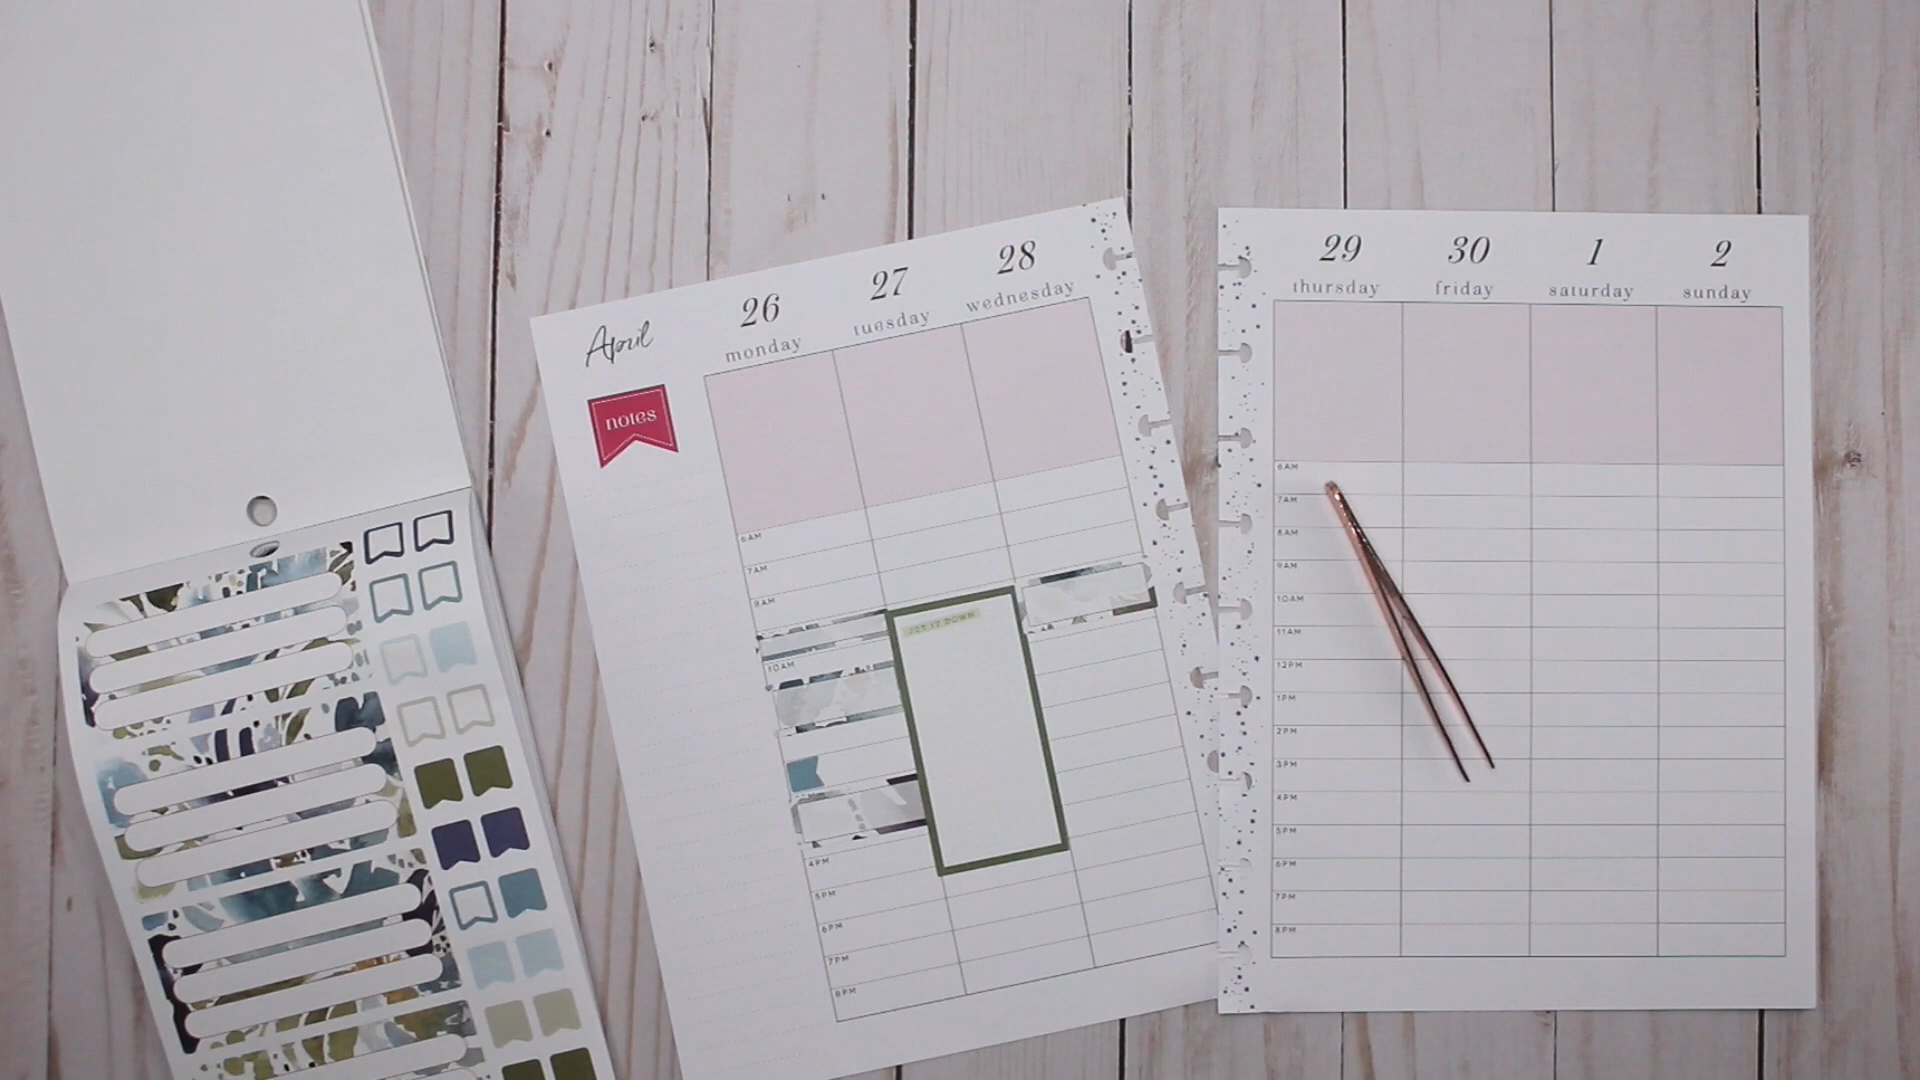 April
26 27 28
monday tuesday wednesday
notes
6AM
7AM
8AM
JOT IT DOWN
10AM
4PM
5PM
6PM
7PM
8PM
29 30 1 2
thursday friday saturday sunday
6AM
7AM
8AM
9AM
10AM
11AM
12PM
1PM
2PM
3PM
4PM
5PM
6PM
7PM
8PM